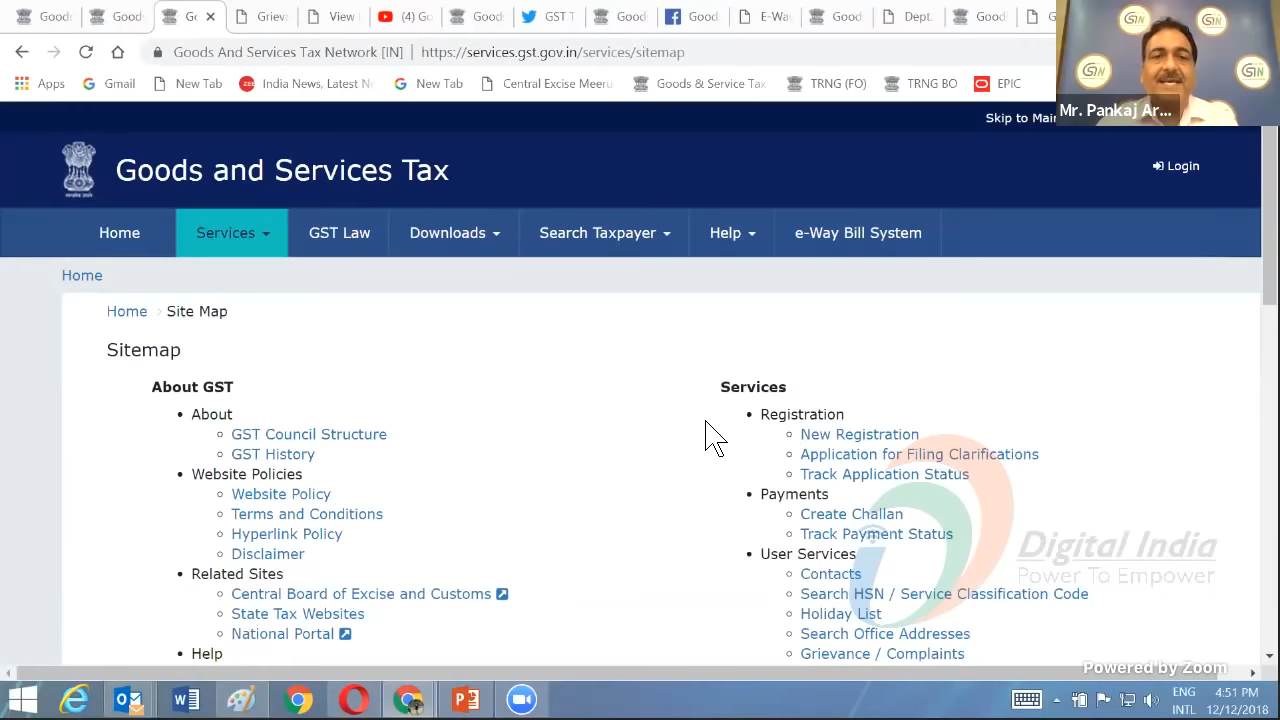 Good Good G Griev View (4) G Good GST T Good Good E-Wa Good Dept. Good G
Goods And Services Tax Network [IN] | https://services.gst.gov.in/services/sitemap
Apps Gmail New Tab India News, Latest N New Tab Central Excise Meeru Goods & Service Tax TRNG (FO) TRNG BO EPIC
Mr. Pankaj Ar...
Skip to Mai
Goods and Services Tax
Login
Home Services GST Law Downloads Search Taxpayer Help e-Way Bill System
Home
Home > Site Map
Sitemap
About GST
• About
GST Council Structure
GST History
• Website Policies
Website Policy
Terms and Conditions
Hyperlink Policy
Disclaimer
• Related Sites
Central Board of Excise and Customs
State Tax Websites
National Portal
• Help
Services
• Registration
New Registration
Application for Filing Clarifications
Track Application Status
• Payments
Create Challan
Track Payment Status
• User Services
Contacts
Search HSN / Service Classification Code
Holiday List
Search Office Addresses
Grievance / Complaints
Digital India
Power To Empower
Powered by Zoom
ENG 4:51 PM
INTL 12/12/2018